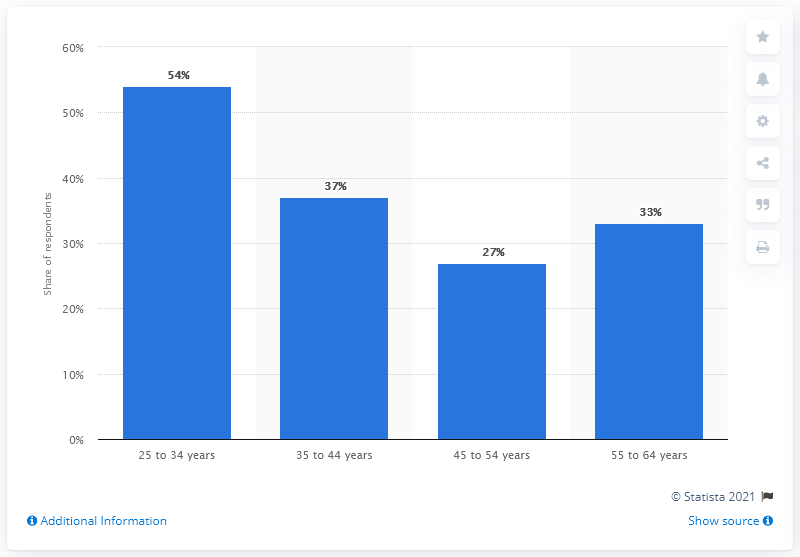 60%
50%
40%
30%
20%
10%
0%
Share of respondents
54%
37%
27%
33%
25 to 34 years
35 to 44 years
45 to 54 years
55 to 64 years
© Statista 2021
Additional Information
Show source